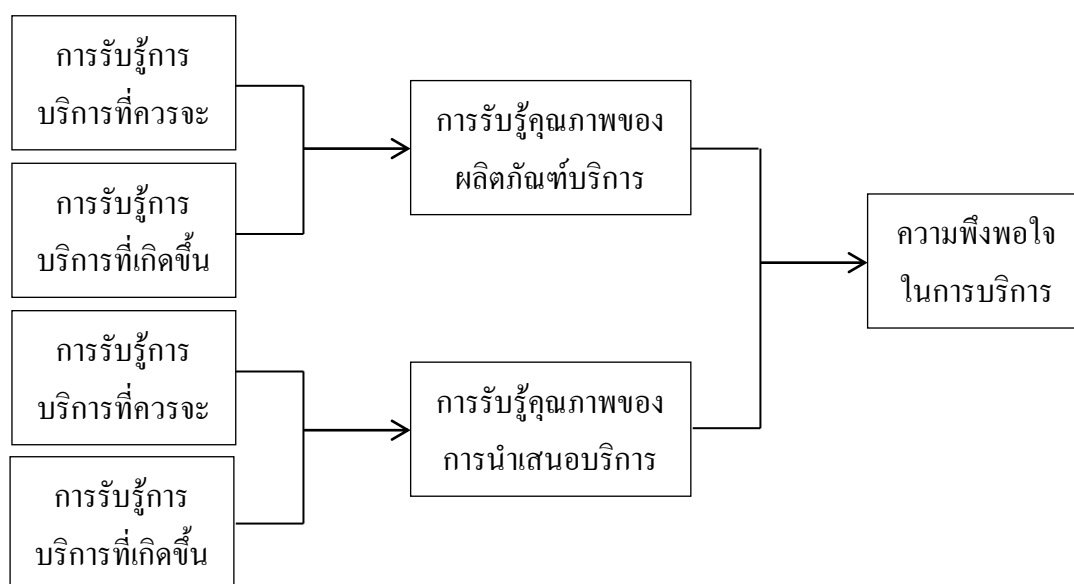 การรับรู้การ
บริการที่ควรจะ
การรับรู้การ
บริการที่เกิดขึ้น
การรับรู้การ
บริการที่ควรจะ
การรับรู้การ
บริการที่เกิดขึ้น
การรับรู้คุณภาพของ
ผลิตภัณฑ์บริการ
การรับรู้คุณภาพของ
การนำเสนอบริการ
ความพึงพอใจ
ในการบริการ